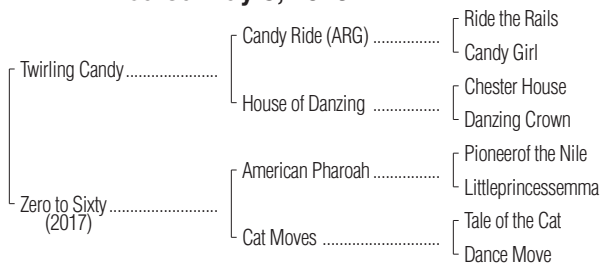 Ride the Rails
Candy Ride (ARG) ................
Candy Girl
Twirling Candy ......................
Chester House
House of Danzing ................
Danzing Crown
Pioneerof the Nile
American Pharoah ................
Littleprincessemma
Zero to Sixty ..........................
(2017)
Tale of the Cat
Cat Moves ............................
Dance Move